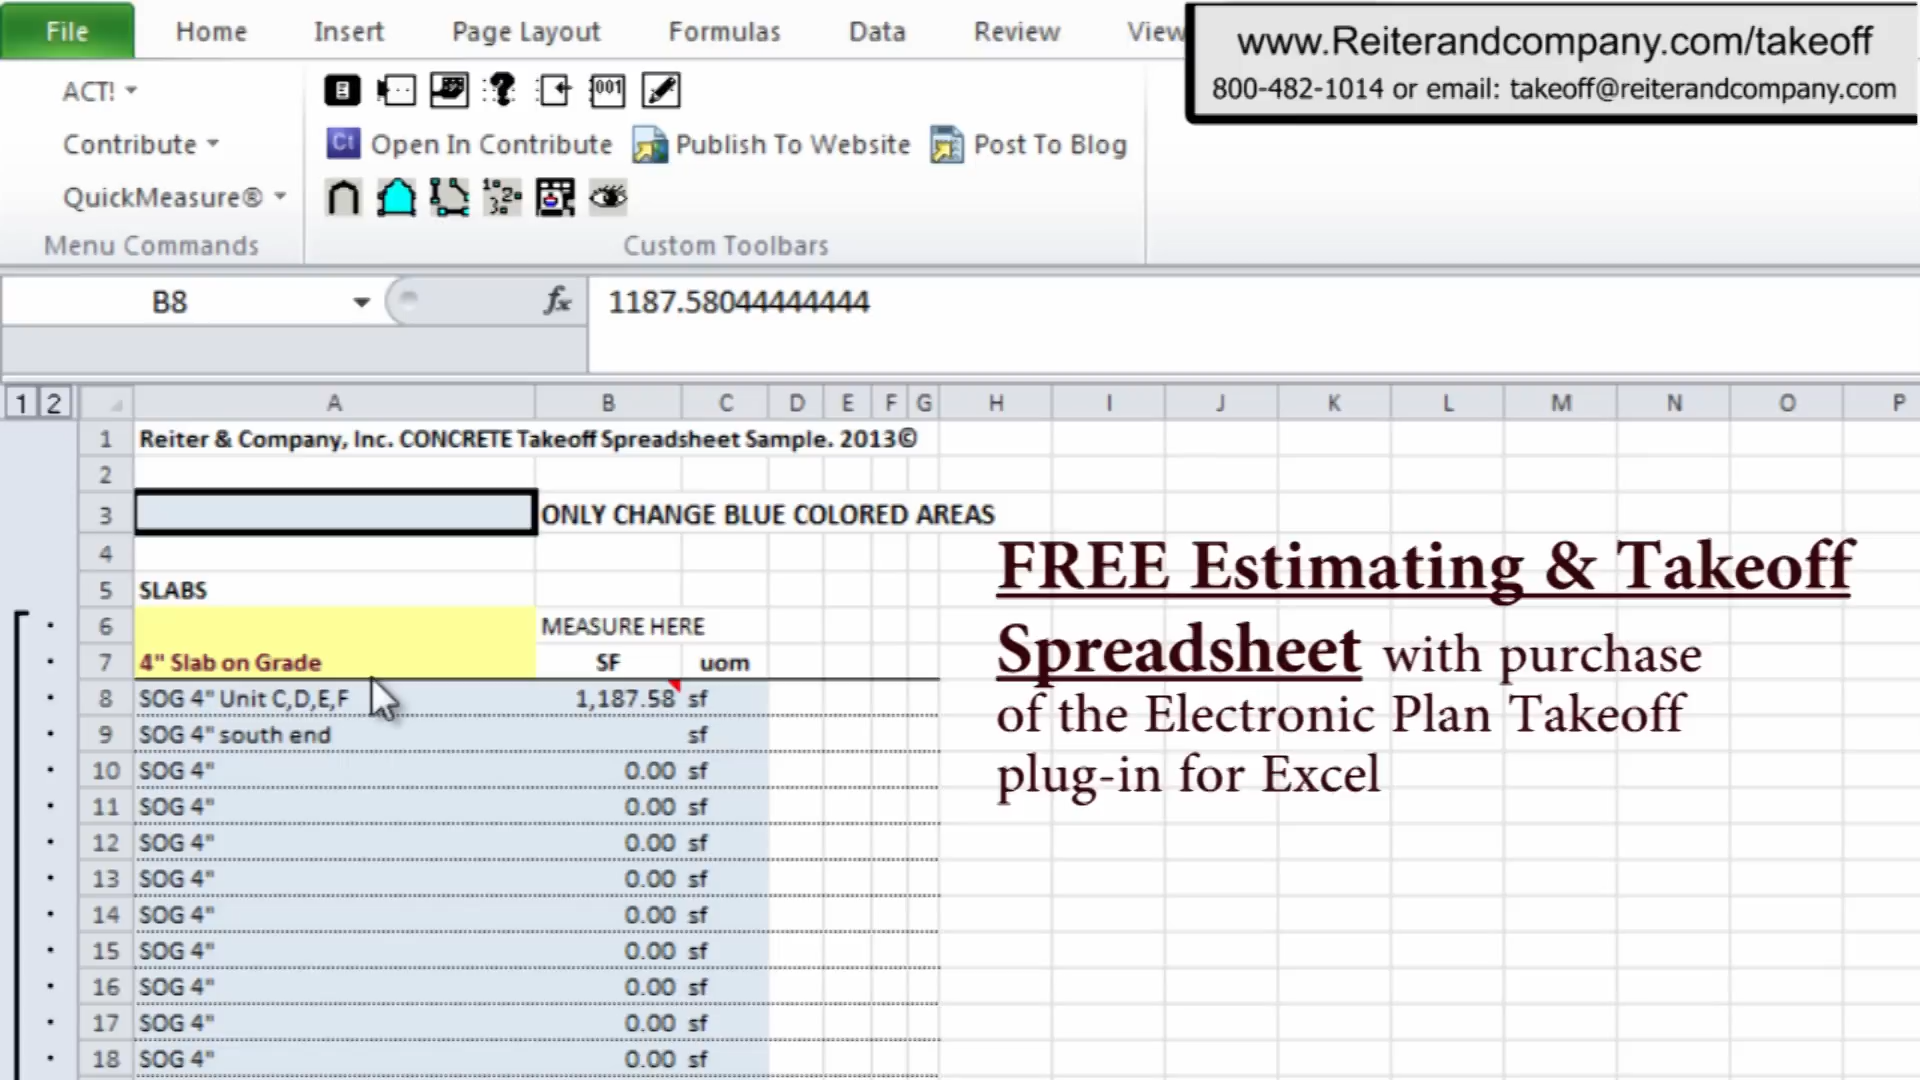 File Home Insert Page Layout Formulas Data Review View
www.Reiterandcompany.com/takeoff
800-482-1014 or email: takeoff@reiterandcompany.com
ACT!
Contribute
QuickMeasure®
Menu Commands
001
Ct Open In Contribute Publish To Website Post To Blog
Custom Toolbars
B8 fx 1187.58044444444
1 2 A B C D E F G H I J K L M N O P
1 Reiter & Company, Inc. CONCRETE Takeoff Spreadsheet Sample. 2013©
2
3 ONLY CHANGE BLUE COLORED AREAS
4
5 SLABS
6 MEASURE HERE
7 4" Slab on Grade SF uom
8 SOG 4" Unit C,D,E,F 1,187.58 sf
9 SOG 4" south end sf
10 SOG 4" 0.00 sf
11 SOG 4" 0.00 sf
12 SOG 4" 0.00 sf
13 SOG 4" 0.00 sf
14 SOG 4" 0.00 sf
15 SOG 4" 0.00 sf
16 SOG 4" 0.00 sf
17 SOG 4" 0.00 sf
18 SOG 4" 0.00 sf
FREE Estimating & Takeoff
Spreadsheet with purchase
of the Electronic Plan Takeoff
plug-in for Excel